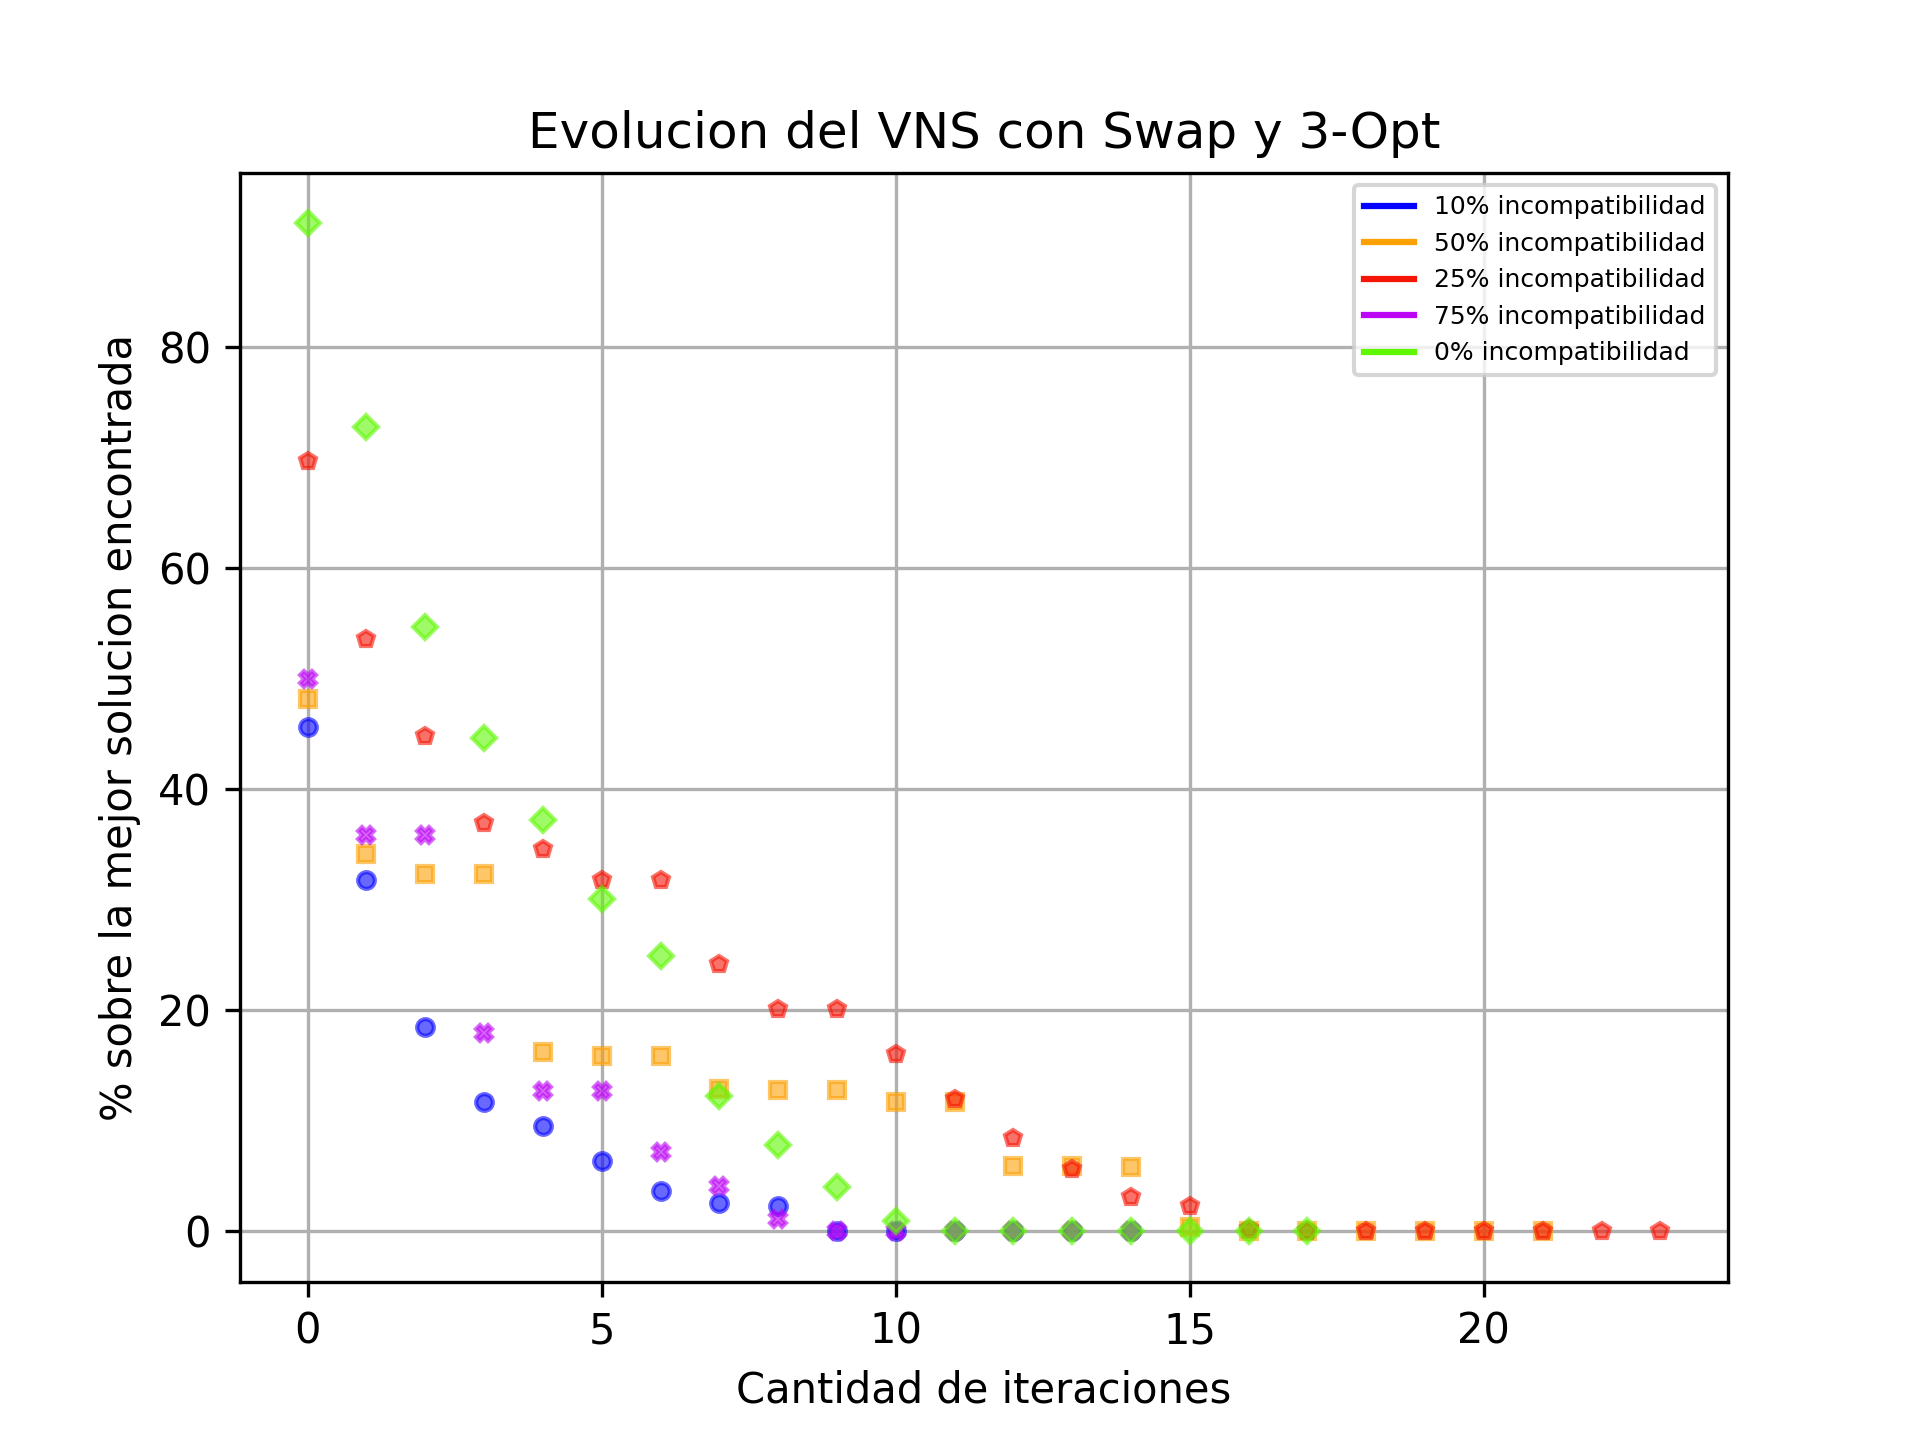 Evolucion del VNS con Swap y 3-Opt
10% incompatibilidad
50% incompatibilidad
25% incompatibilidad
75% incompatibilidad
0% incompatibilidad
% sobre la mejor solucion encontrada
80
60
40
20
0
0 5 10 15 20
Cantidad de iteraciones